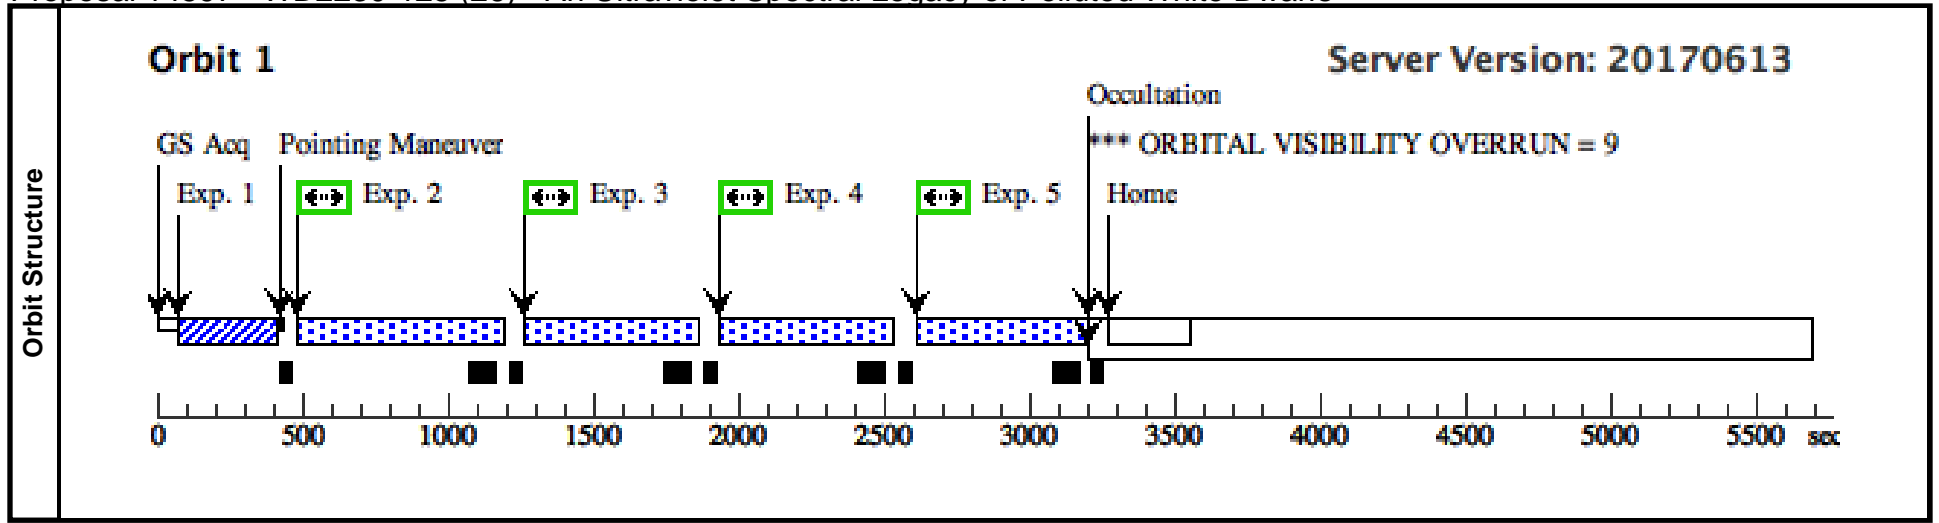 Orbit Structure
Orbit 1
Server Version: 20170613
Occultation
GS Acq Pointing Maneuver *** ORBITAL VISIBILITY OVERRUN = 9
Exp. 1 Exp. 2 Exp. 3 Exp. 4 Exp. 5 Home
0 500 1000 1500 2000 2500 3000 3500 4000 4500 5000 5500 sec